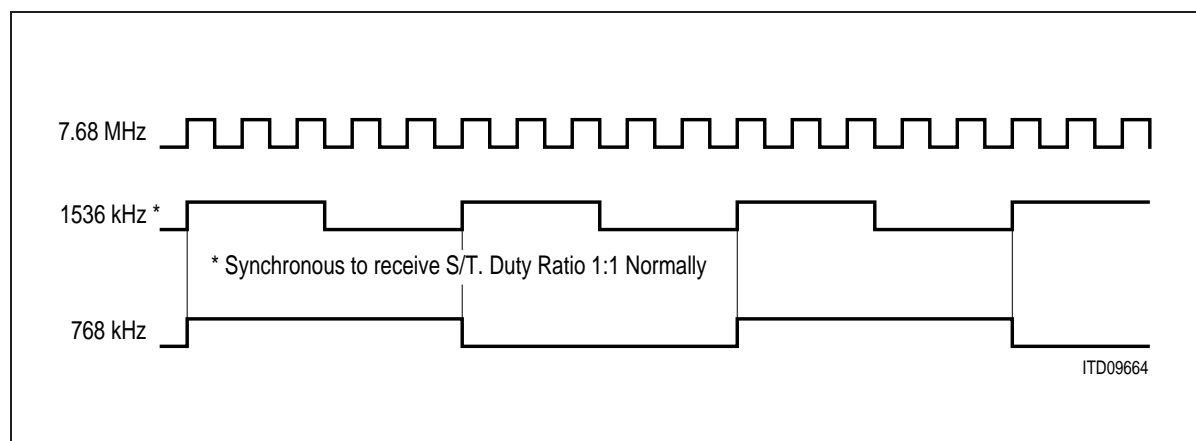 7.68 MHz
1536 kHz *
* Synchronous to receive S/T. Duty Ratio 1:1 Normally
768 kHz
ITD09664